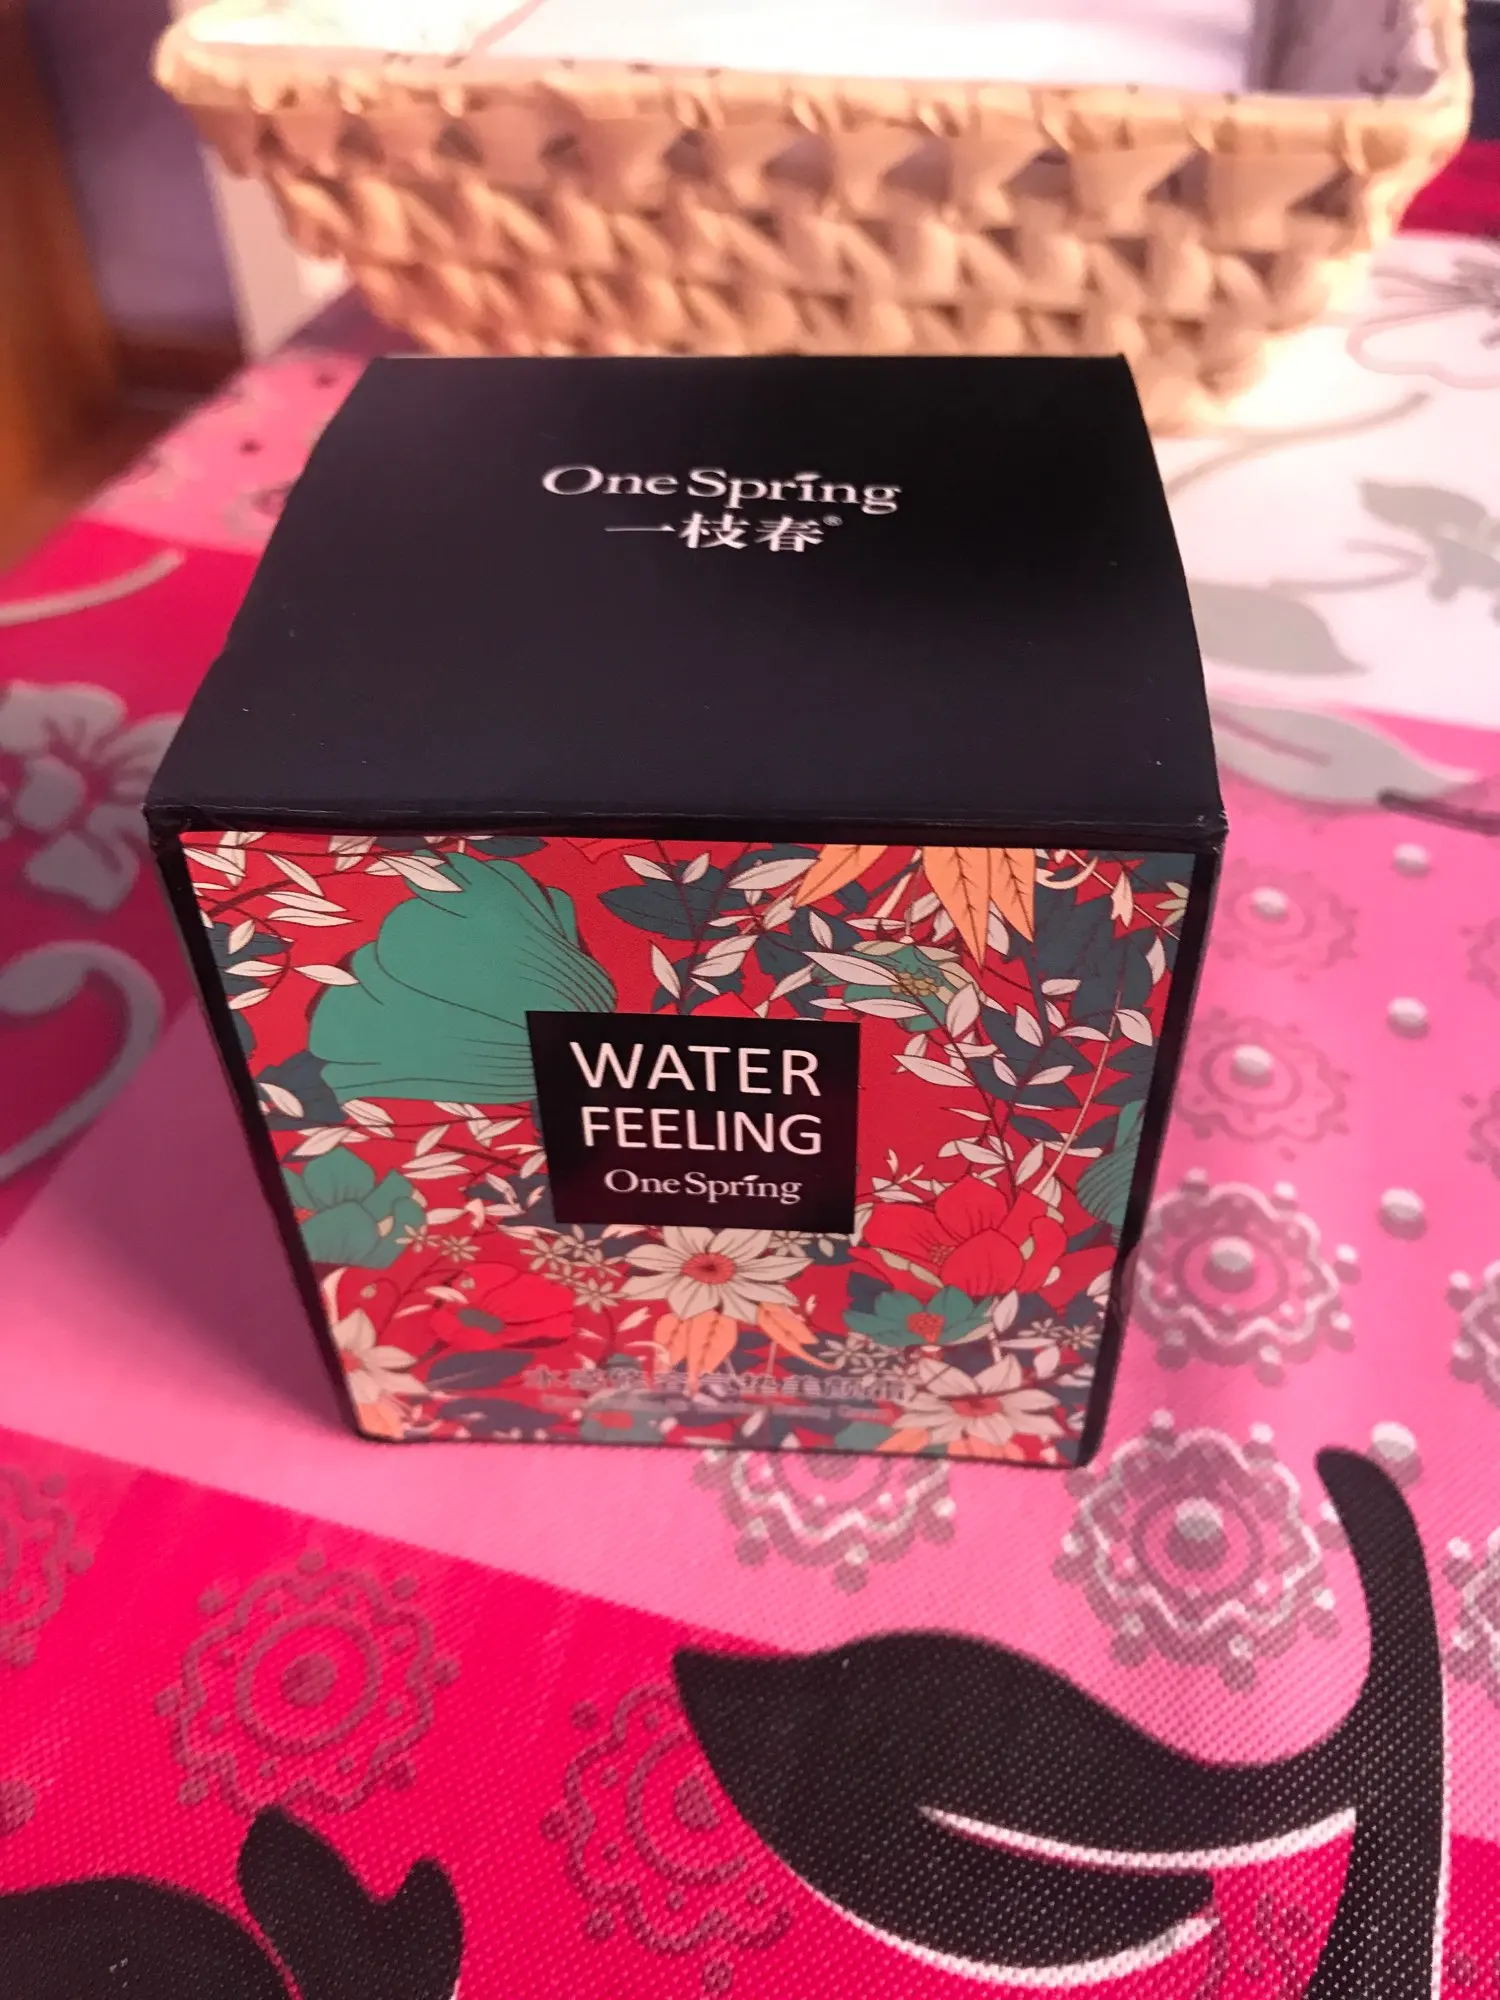 One Spring
一枝春®
WATER
FEELING
One Spring